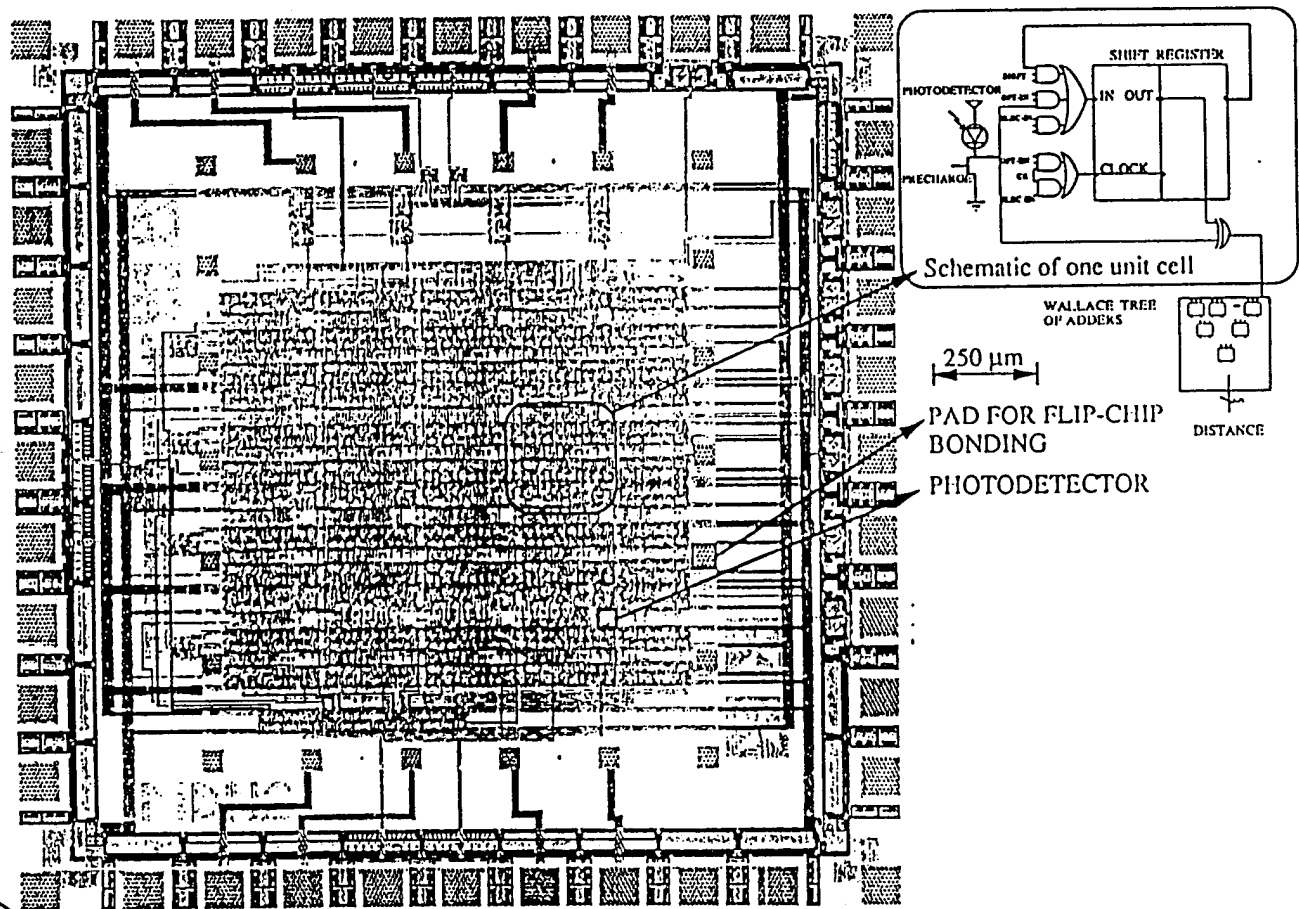 SHIFT REGISTER
PHOTODETECTOR
IN OUT
CLOCK
Schematic of one unit cell
WALLACE TREE
OF ADDERS
250 µm
PAD FOR FLIP-CHIP
BONDING
DISTANCE
PHOTODETECTOR